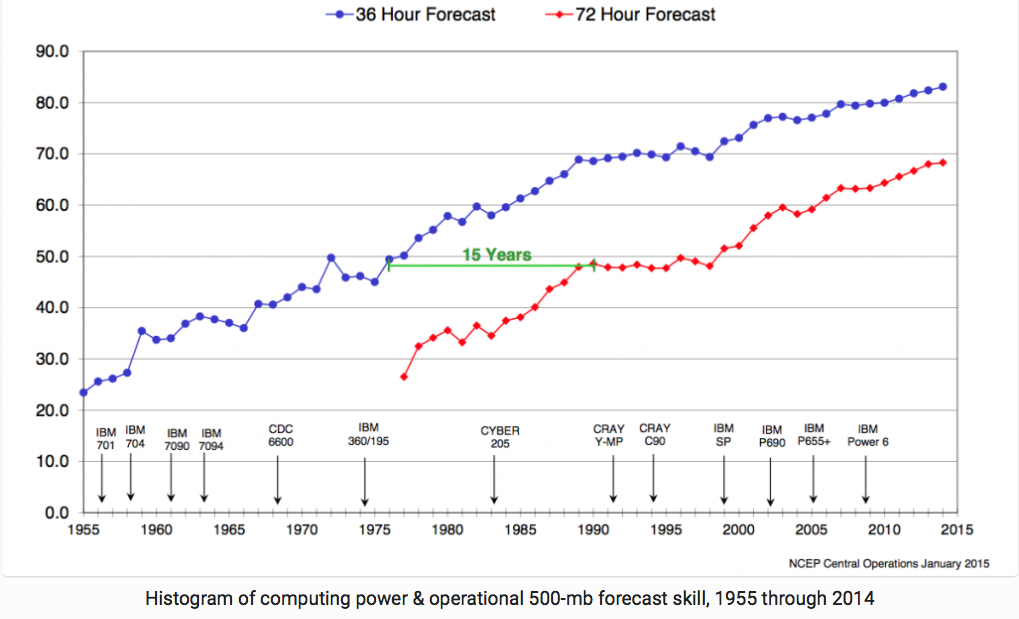 36 Hour Forecast
72 Hour Forecast
90.0
80.0
70.0
60.0
50.0
40.0
30.0
20.0
10.0
0.0
15 Years
IBM
701
IBM
704
IBM
7090
IBM
7094
CDC
6600
IBM
360/195
CYBER
205
CRAY
Y-MP
CRAY
C90
IBM
SP
IBM
P690
IBM
P655+
IBM
Power 6
1955
1960
1965
1970
1975
1980
1985
1990
1995
2000
2005
2010
2015
NCEP Central Operations January 2015
Histogram of computing power & operational 500-mb forecast skill, 1955 through 2014